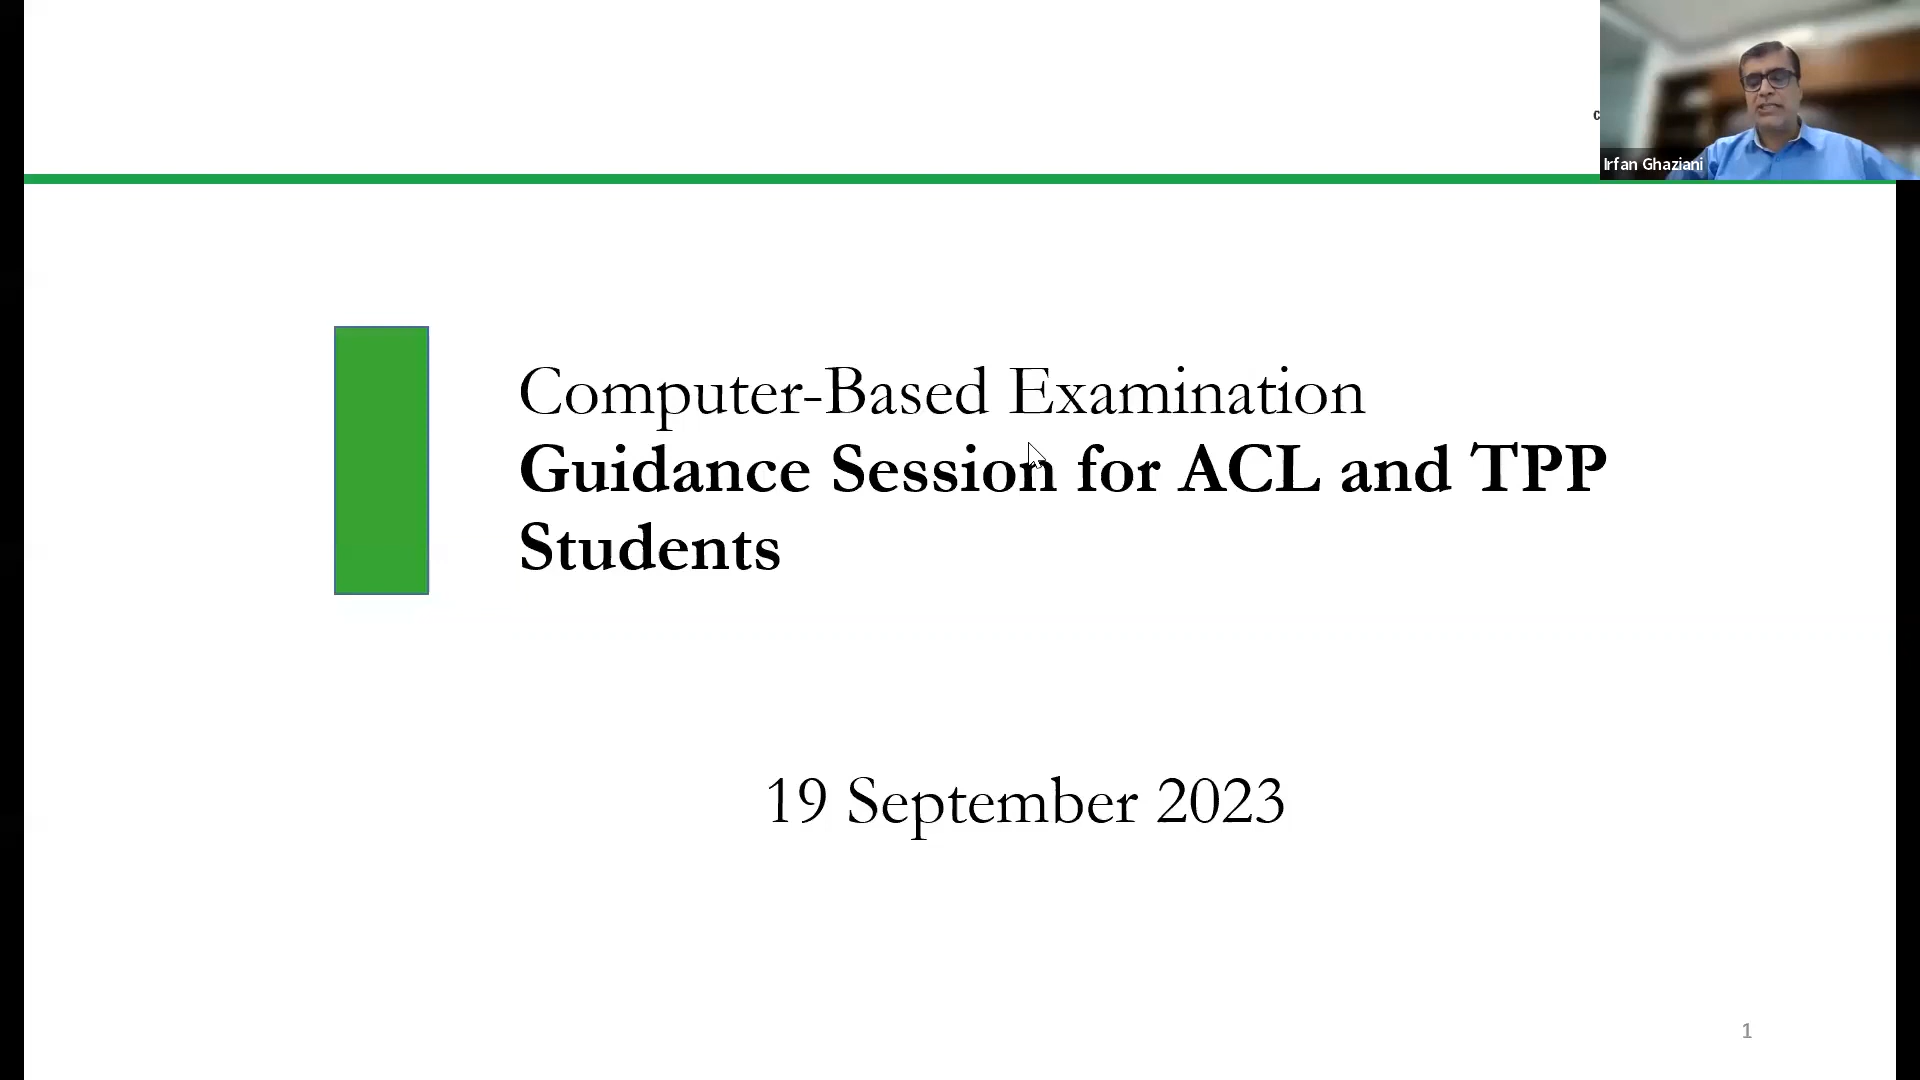 Irfan Ghaziani
Computer-Based Examination
Guidance Session for ACL and TPP
Students
19 September 2023
1